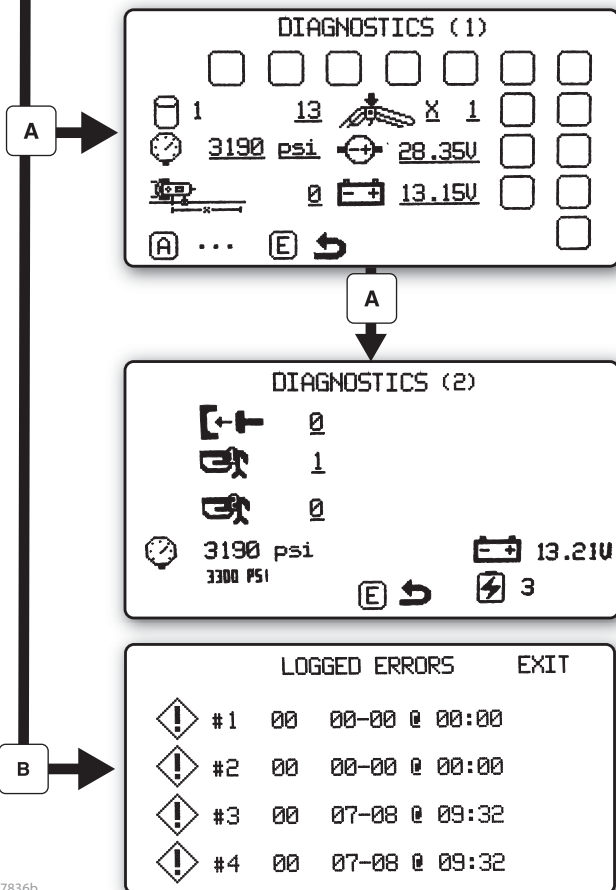 DIAGNOSTICS (1)
1 13 X 1
A
3190 psi 28.35V
x
0 13.15V
A ... E
A
DIAGNOSTICS (2)
0
1
1
2
0
3190 psi 13.21V
3300 PSI
E 3
LOGGED ERRORS EXIT
#1 00 00-00 @ 00:00
#2 00 00-00 @ 00:00
B
#3 00 07-08 @ 09:32
#4 00 07-08 @ 09:32
7836b